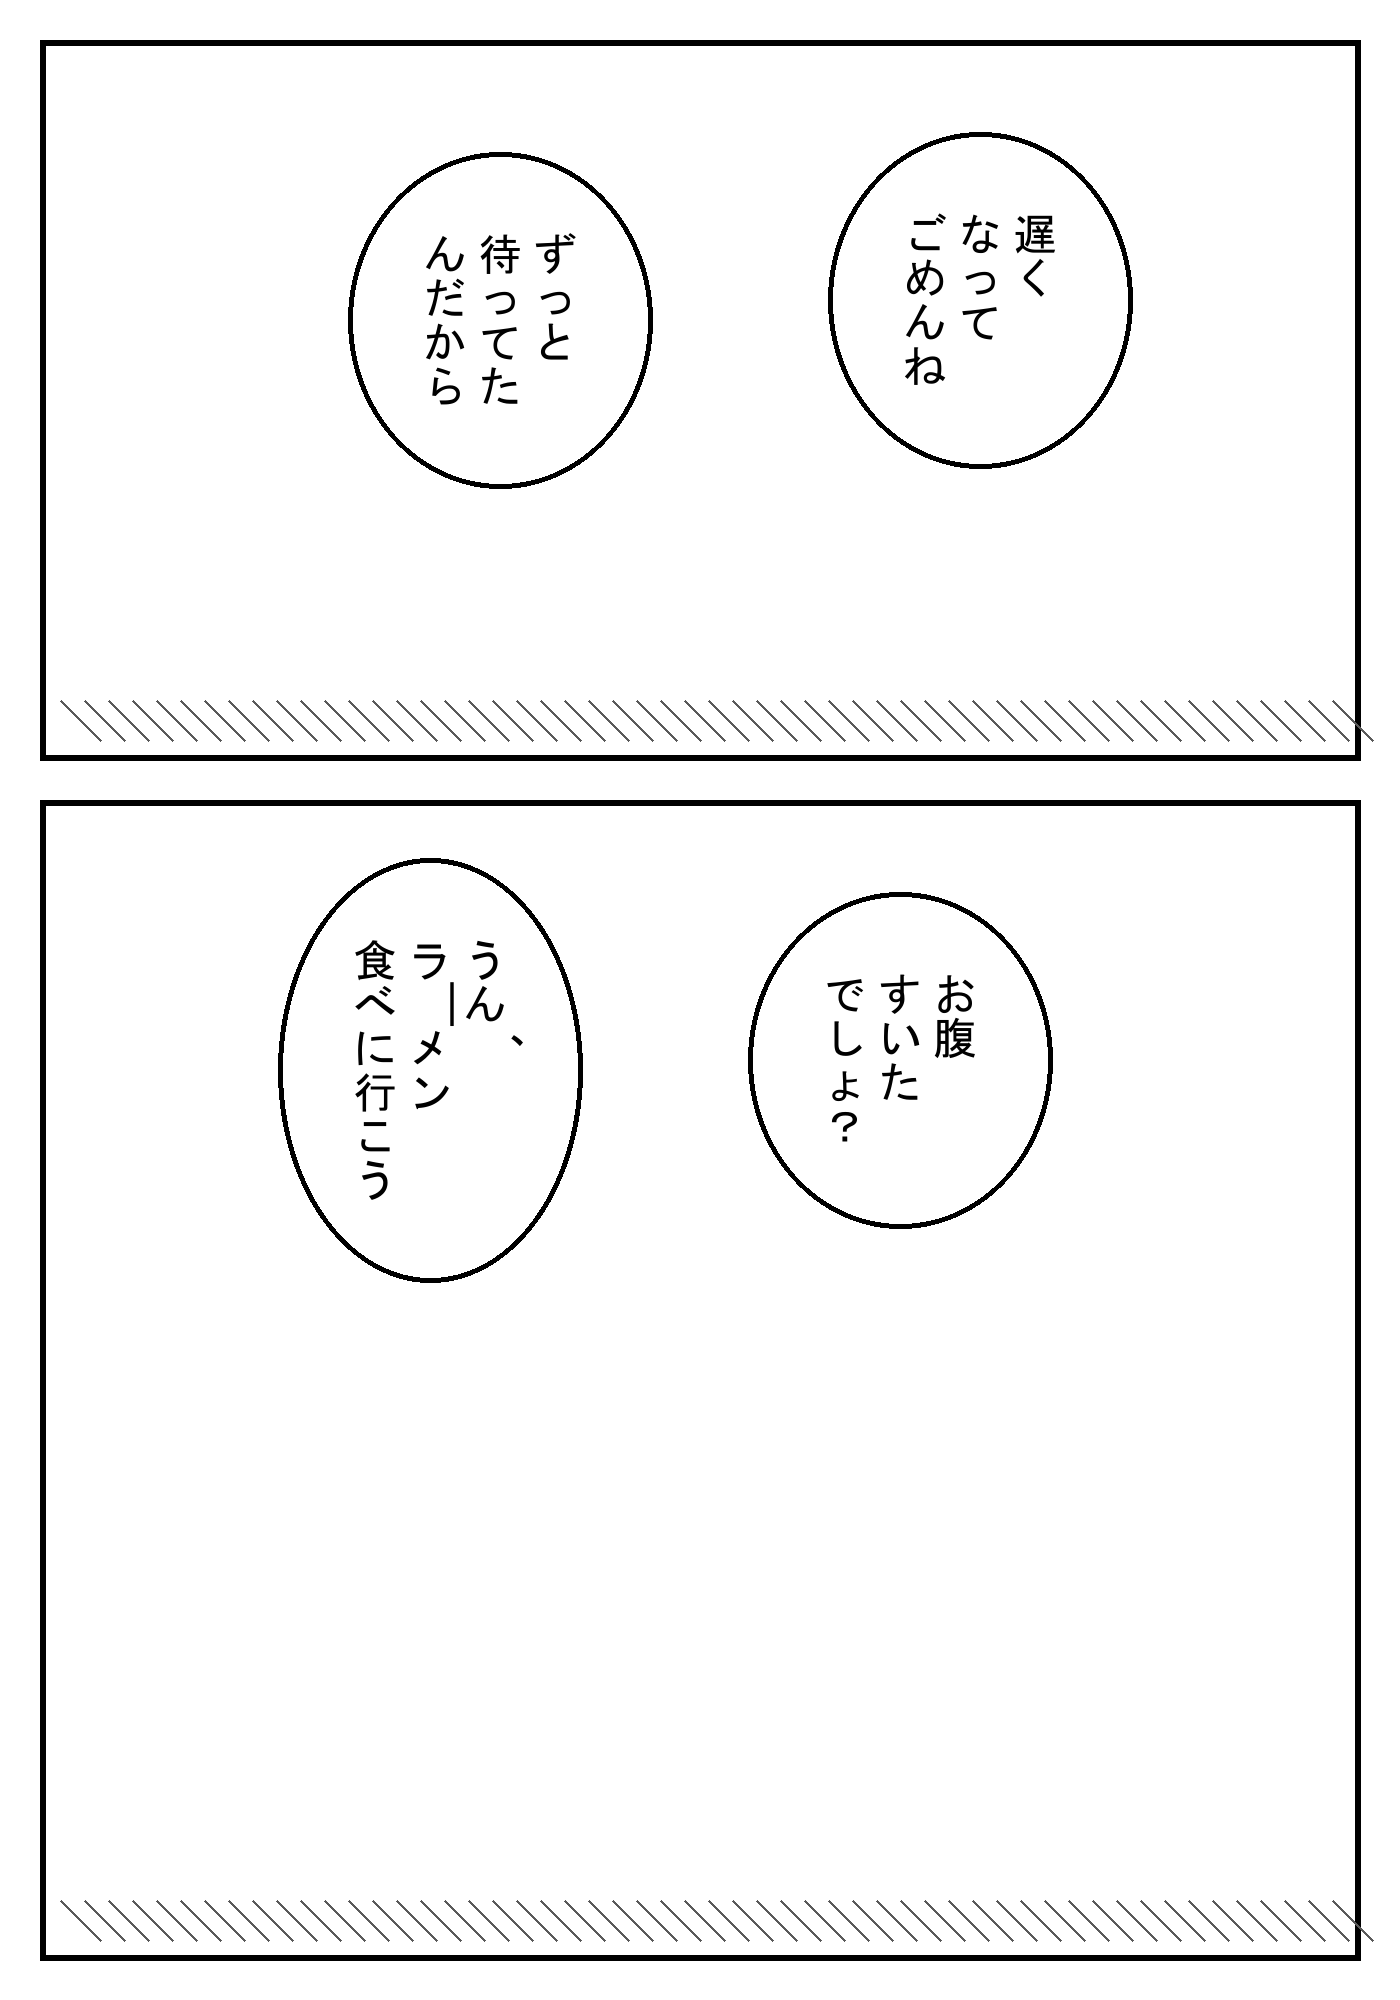 遅く
なって
ごめんね
ずっと
待ってた
んだから
お腹
すいた
でしょ？
うん、
ラーメン
食べに行こう